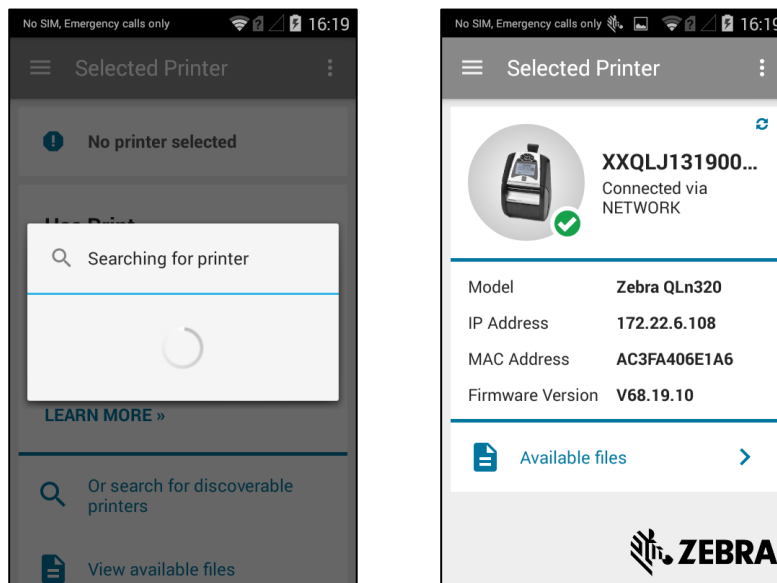 No SIM, Emergency calls only
16:19
Selected Printer
No printer selected
Searching for printer
LEARN MORE »
Or search for discoverable
printers
View available files
No SIM, Emergency calls only
16:19
Selected Printer
XXQLJ131900...
Connected via
NETWORK
Model Zebra QLn320
IP Address 172.22.6.108
MAC Address AC3FA406E1A6
Firmware Version V68.19.10
Available files
ZEBRA